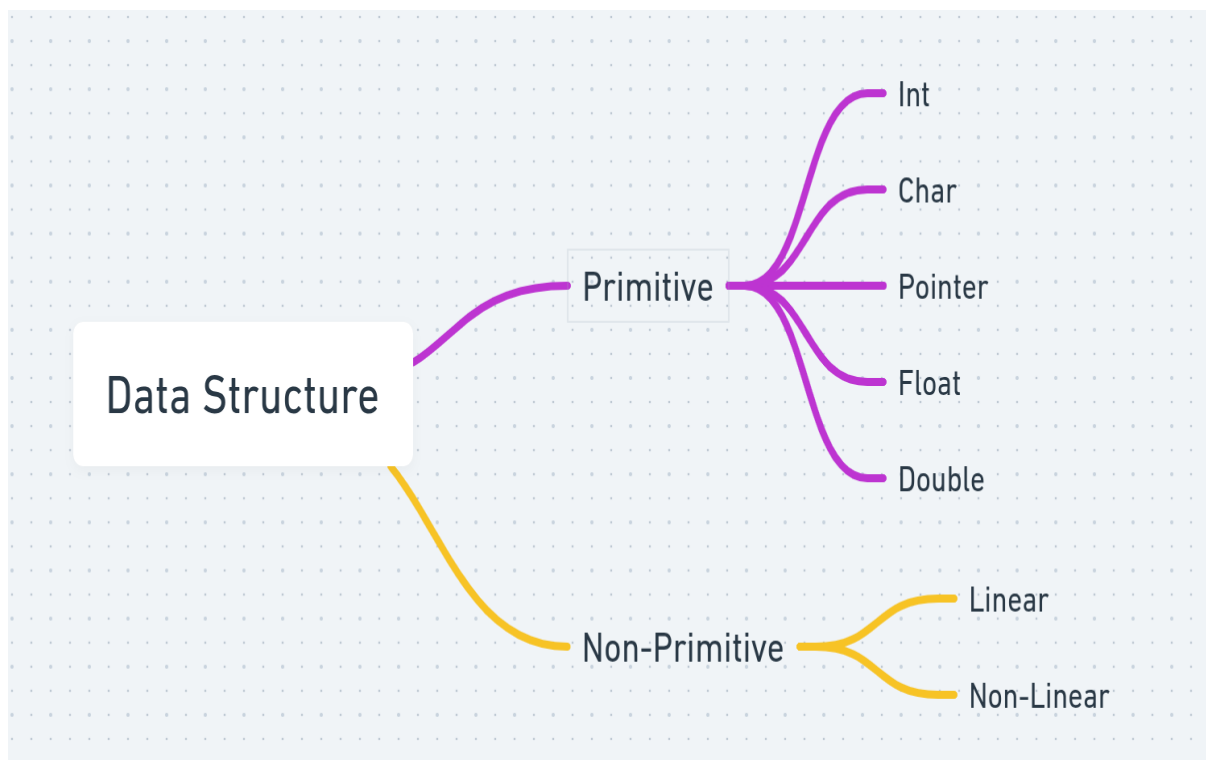 Data Structure
Primitive
Int
Char
Pointer
Float
Double
Non-Primitive
Linear
Non-Linear